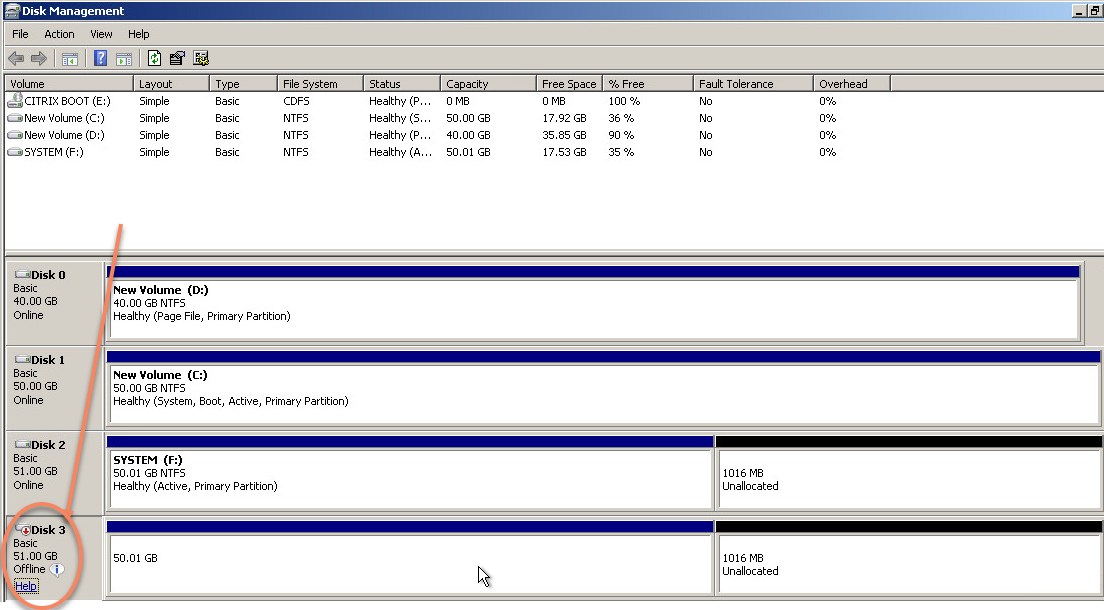 Disk Management
File Action View Help
Volume Layout Type File System Status Capacity Free Space % Free Fault Tolerance Overhead
CITRIX BOOT (E:) Simple Basic CDFS Healthy (P... 0 MB 0 MB 100 % No 0%
New Volume (C:) Simple Basic NTFS Healthy (S... 50.00 GB 17.92 GB 36 % No 0%
New Volume (D:) Simple Basic NTFS Healthy (P... 40.00 GB 35.85 GB 90 % No 0%
SYSTEM (F:) Simple Basic NTFS Healthy (A... 50.01 GB 17.53 GB 35 % No 0%
Disk 0
Basic
40.00 GB
Online
New Volume (D:)
40.00 GB NTFS
Healthy (Page File, Primary Partition)
Disk 1
Basic
50.00 GB
Online
New Volume (C:)
50.00 GB NTFS
Healthy (System, Boot, Active, Primary Partition)
Disk 2
Basic
51.00 GB
Online
SYSTEM (F:)
50.01 GB NTFS
Healthy (Active, Primary Partition)
1016 MB
Unallocated
Disk 3
Basic
51.00 GB
Offline
Help
50.01 GB
1016 MB
Unallocated